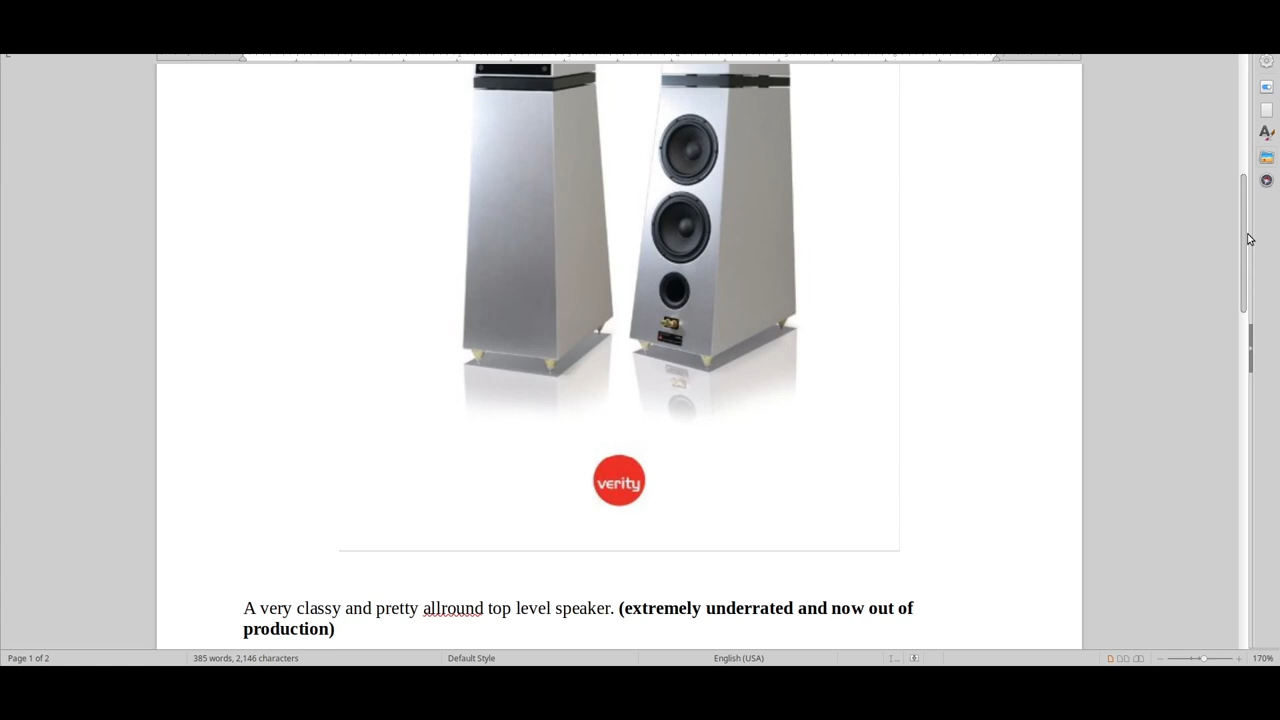 verity
A very classy and pretty allround top level speaker. (extremely underrated and now out of
production)
Page 1 of 2
385 words, 2,146 characters
Default Style
English (USA)
170%